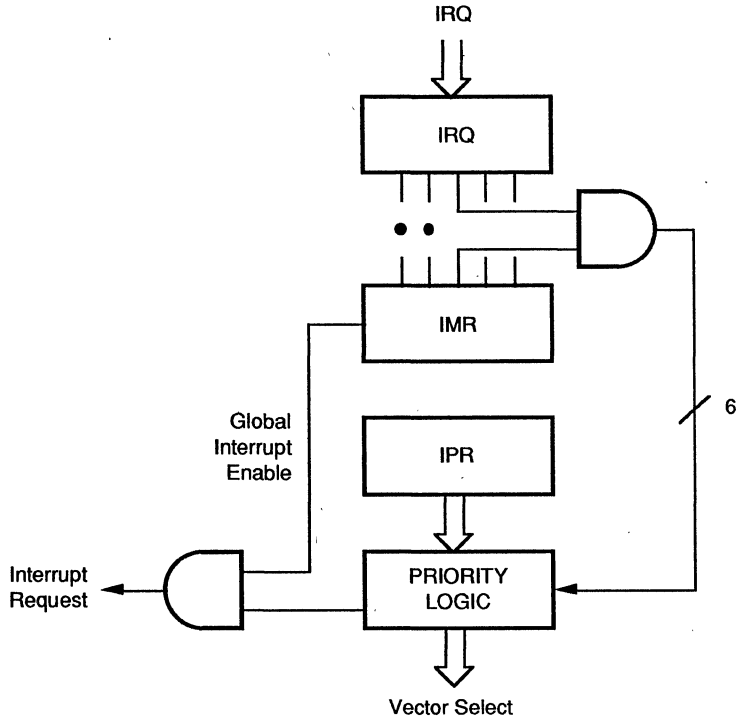 IRQ
IRQ
IMR
6
Global
Interrupt
Enable
IPR
Interrupt
Request
PRIORITY
LOGIC
Vector Select